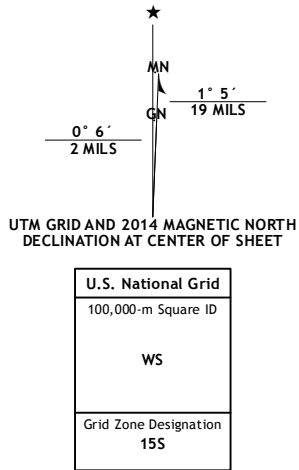 ★
MN
GN
1° 5´
19 MILS
0° 6´
2 MILS
UTM GRID AND 2014 MAGNETIC NORTH
DECLINATION AT CENTER OF SHEET
U.S. National Grid
100,000-m Square ID
WS
Grid Zone Designation
15S